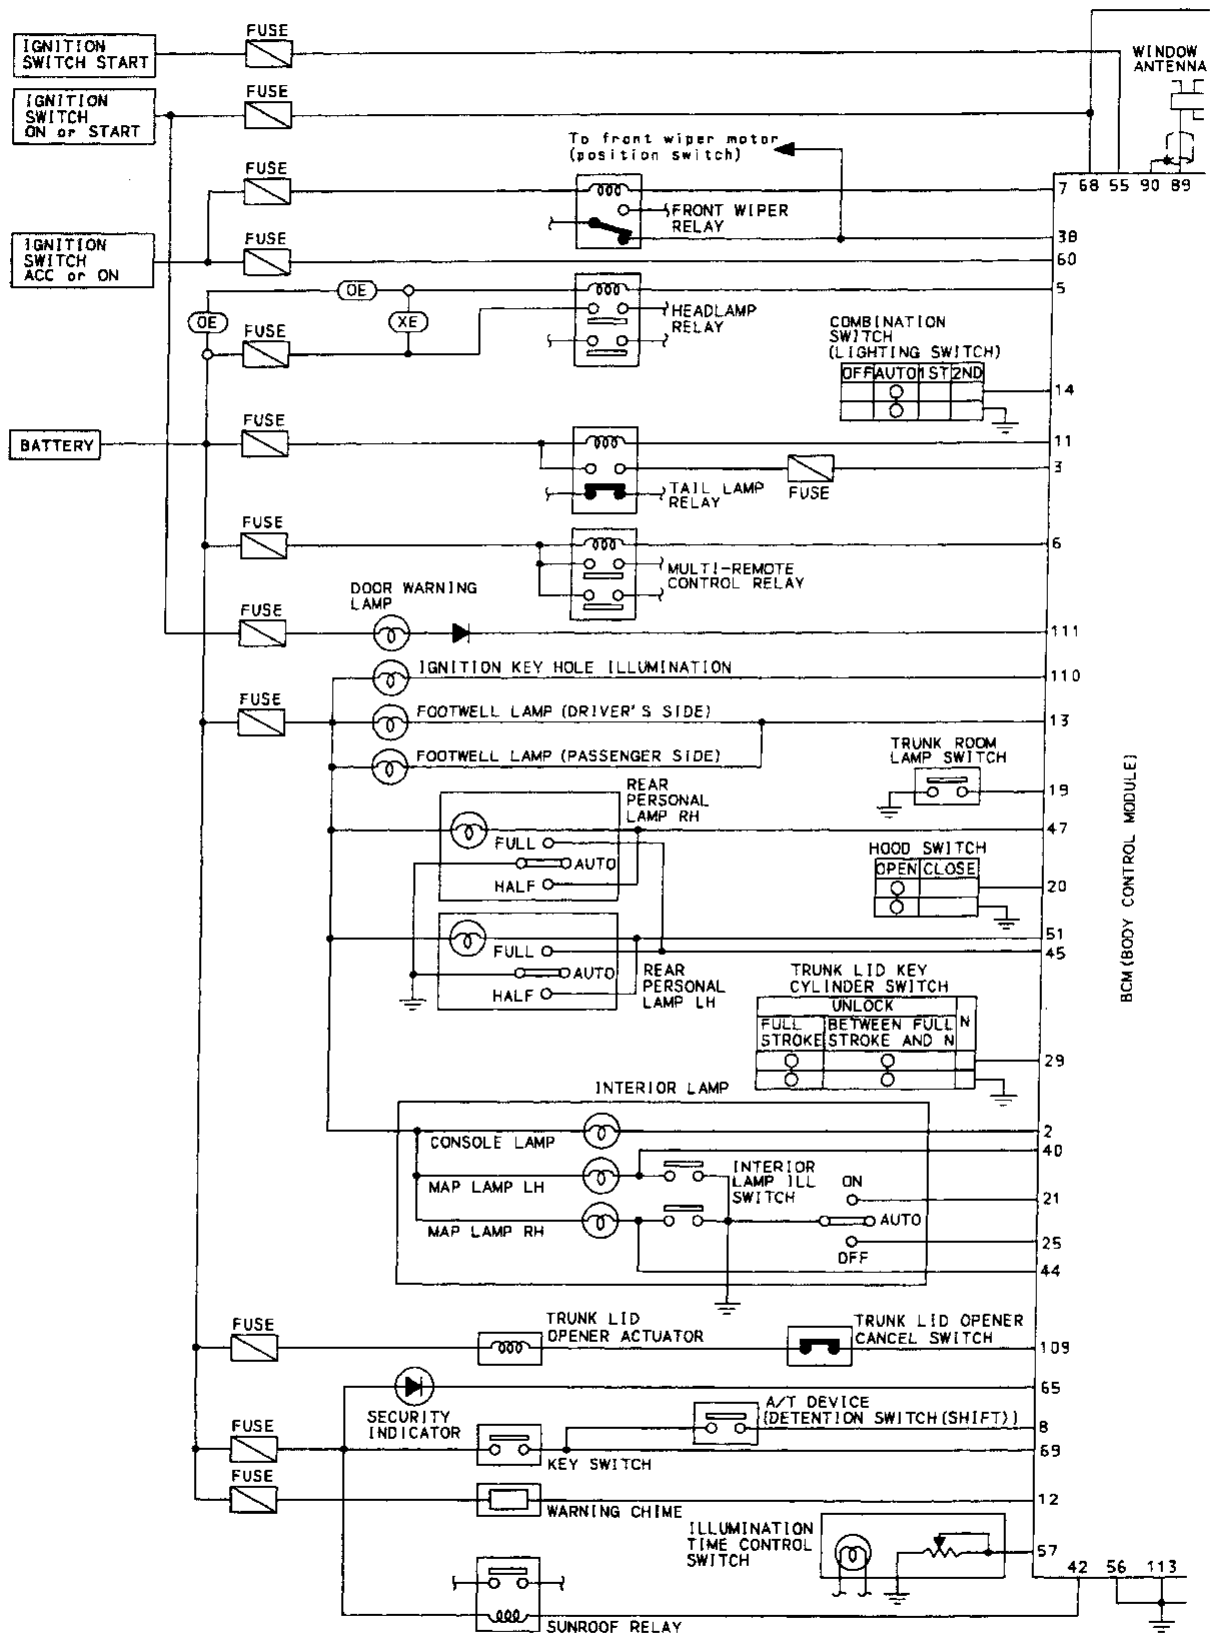 FUSE
IGNITION
SWITCH START
WINDOW
ANTENNA
FUSE
IGNITION
SWITCH
ON or START
To front wiper motor
(position switch)
FUSE
7
68 55 90 89
FRONT WIPER
RELAY
38
IGNITION
SWITCH
ACC or ON
FUSE
60
OE
5
OE
XE
FUSE
HEADLAMP
RELAY
COMBINATION
SWITCH
(LIGHTING SWITCH)
OFF AUTO 1ST 2ND
14
BATTERY
FUSE
11
3
TAIL LAMP
RELAY
FUSE
FUSE
6
MULTI-REMOTE
CONTROL RELAY
DOOR WARNING
LAMP
FUSE
111
IGNITION KEY HOLE ILLUMINATION
110
FUSE
FOOTWELL LAMP (DRIVER'S SIDE)
13
FOOTWELL LAMP (PASSENGER SIDE)
TRUNK ROOM
LAMP SWITCH
19
REAR
PERSONAL
LAMP RH
47
FULL
AUTO
HALF
HOOD SWITCH
OPEN CLOSE
20
BCM (BODY CONTROL MODULE)
51
45
FULL
AUTO
HALF
REAR
PERSONAL
LAMP LH
TRUNK LID KEY
CYLINDER SWITCH
UNLOCK
N
FULL
STROKE
BETWEEN FULL
STROKE AND N
29
INTERIOR LAMP
CONSOLE LAMP
2
40
MAP LAMP LH
INTERIOR
LAMP ILL
SWITCH
ON
21
MAP LAMP RH
AUTO
25
OFF
44
FUSE
TRUNK LID
OPENER ACTUATOR
TRUNK LID OPENER
CANCEL SWITCH
109
65
SECURITY
INDICATOR
A/T DEVICE
(DETENTION SWITCH (SHIFT))
8
FUSE
69
KEY SWITCH
FUSE
12
WARNING CHIME
ILLUMINATION
TIME CONTROL
SWITCH
57
42 56 113
SUNROOF RELAY